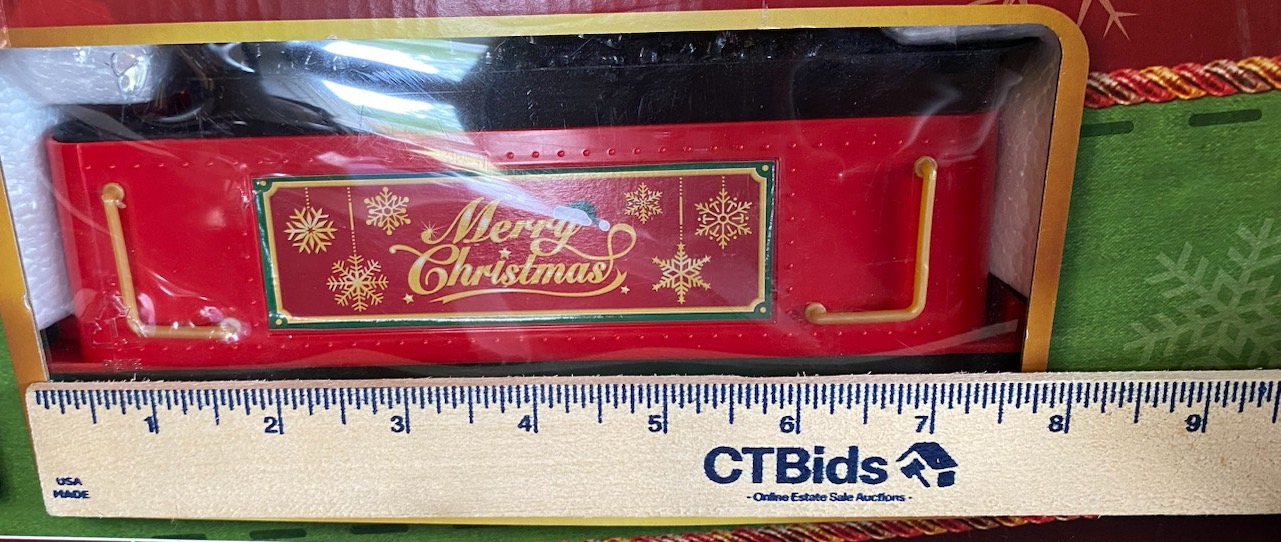 Merry
Christmas
1 2 3 4 5 6 7 8 9
CTBids
- Online Estate Sale Auctions -
USA
MADE